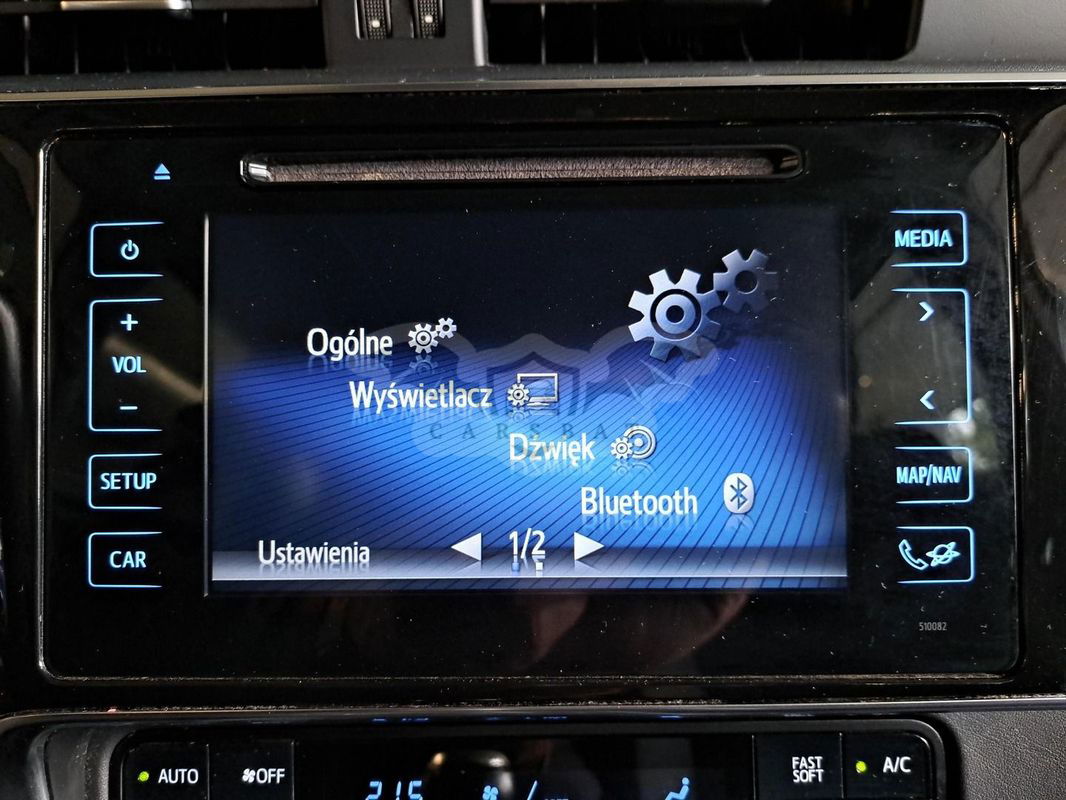 MEDIA
+
VOL
−
Ogólne
Wyświetlacz
Dźwięk
SETUP
MAP/NAV
Bluetooth
CAR
Ustawienia
1/2
510082
AUTO
OFF
FAST
SOFT
A/C